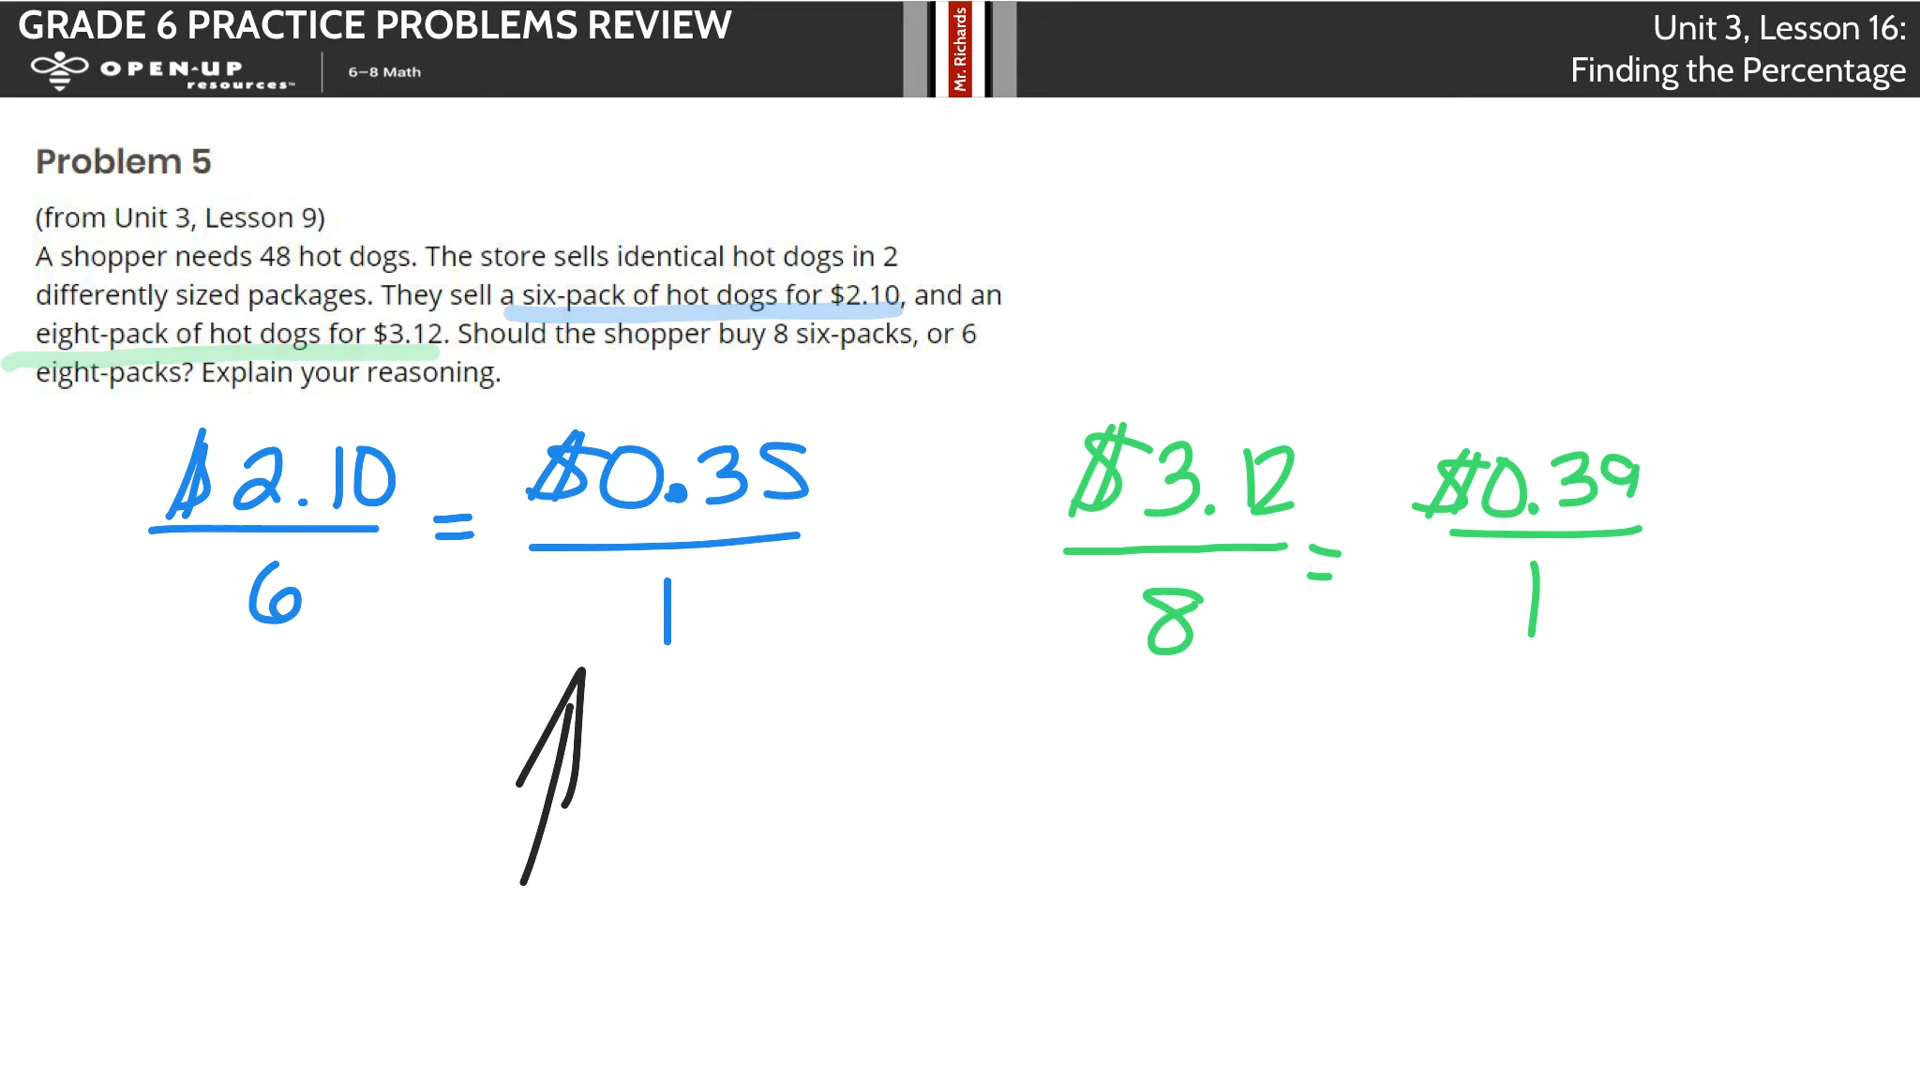 GRADE 6 PRACTICE PROBLEMS REVIEW
OPEN-UP
resources™
6–8 Math
Mr. Richards
Unit 3, Lesson 16:
Finding the Percentage
Problem 5
(from Unit 3, Lesson 9)
A shopper needs 48 hot dogs. The store sells identical hot dogs in 2
differently sized packages. They sell a six-pack of hot dogs for $2.10, and an
eight-pack of hot dogs for $3.12. Should the shopper buy 8 six-packs, or 6
eight-packs? Explain your reasoning.
$2.10
6
=
$0.35
1
$3.12
8
=
$0.39
1